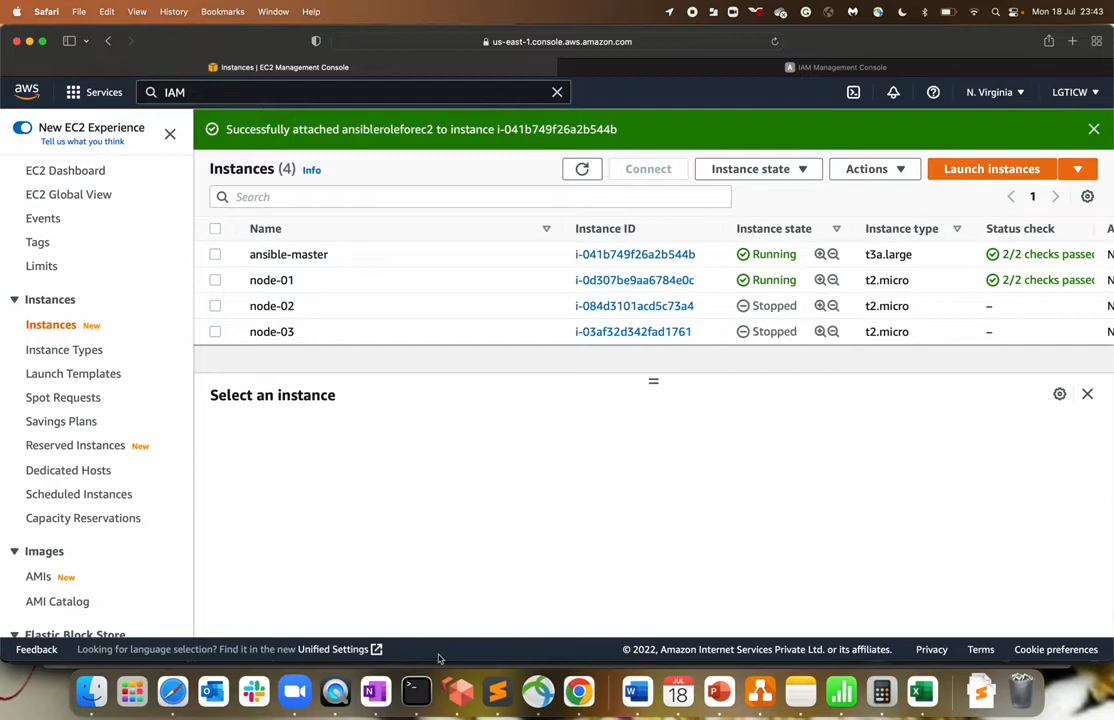 Safari File Edit View History Bookmarks Window Help
Mon 18 Jul 23:43
us-east-1.console.aws.amazon.com
Instances | EC2 Management Console
IAM Management Console
aws Services IAM N. Virginia LGTICW
New EC2 Experience
Tell us what you think
Successfully attached ansibleroleforec2 to instance i-041b749f26a2b544b
EC2 Dashboard
EC2 Global View
Events
Tags
Limits
Instances
Instances New
Instance Types
Launch Templates
Spot Requests
Savings Plans
Reserved Instances New
Dedicated Hosts
Scheduled Instances
Capacity Reservations
Images
AMIs New
AMI Catalog
Elastic Block Store
Instances (4) Info
Connect Instance state Actions Launch instances
Search
1
Name Instance ID Instance state Instance type Status check A
ansible-master i-041b749f26a2b544b Running t3a.large 2/2 checks passed N
node-01 i-0d307be9aa6784e0c Running t2.micro 2/2 checks passed N
node-02 i-084d3101acd5c73a4 Stopped t2.micro – N
node-03 i-03af32d342fad1761 Stopped t2.micro – N
Select an instance
Feedback Looking for language selection? Find it in the new Unified Settings
© 2022, Amazon Internet Services Private Ltd. or its affiliates. Privacy Terms Cookie preferences
18